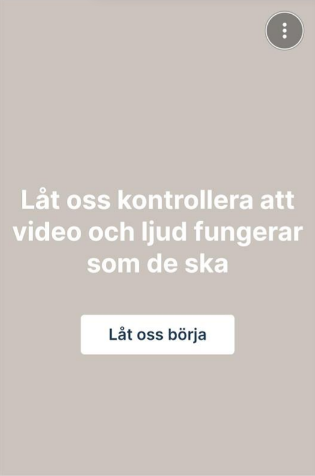 Låt oss kontrollera att
video och ljud fungerar
som de ska
Låt oss börja